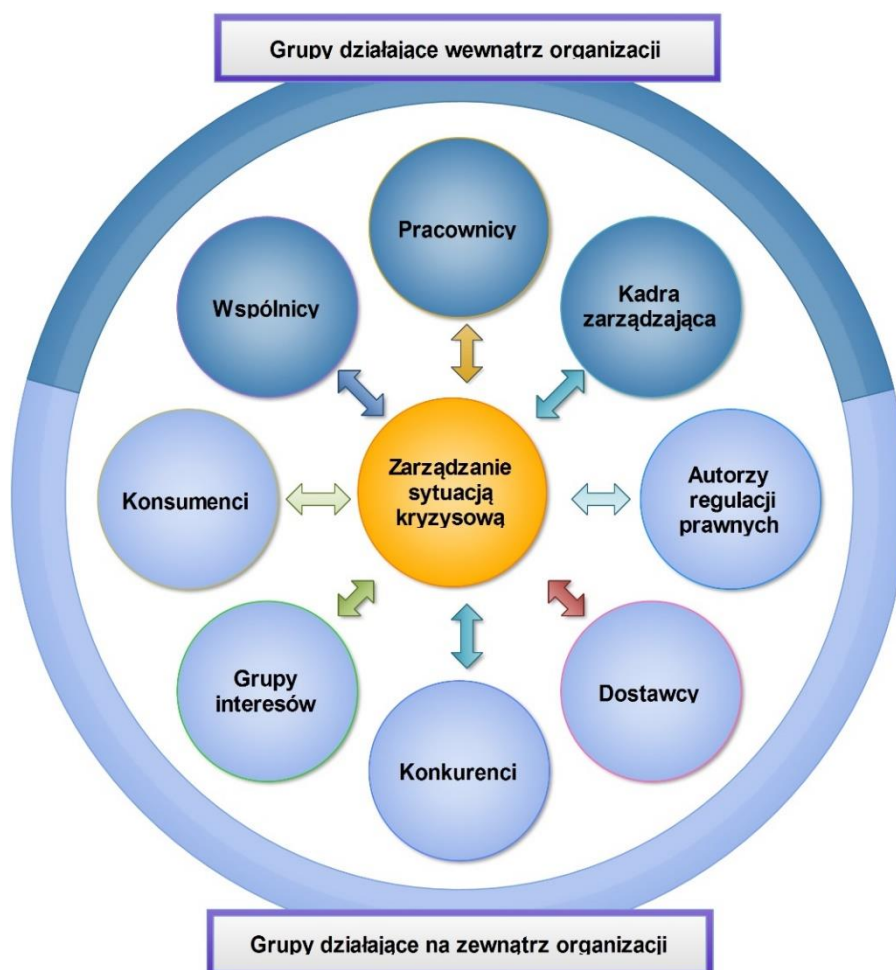 Grupy działające wewnątrz organizacji
Pracownicy
Wspólnicy
Kadra
zarządzająca
Konsumenci
Zarządzanie
sytuacją
kryzysową
Autorzy
regulacji
prawnych
Grupy
interesów
Dostawcy
Konkurenci
Grupy działające na zewnątrz organizacji